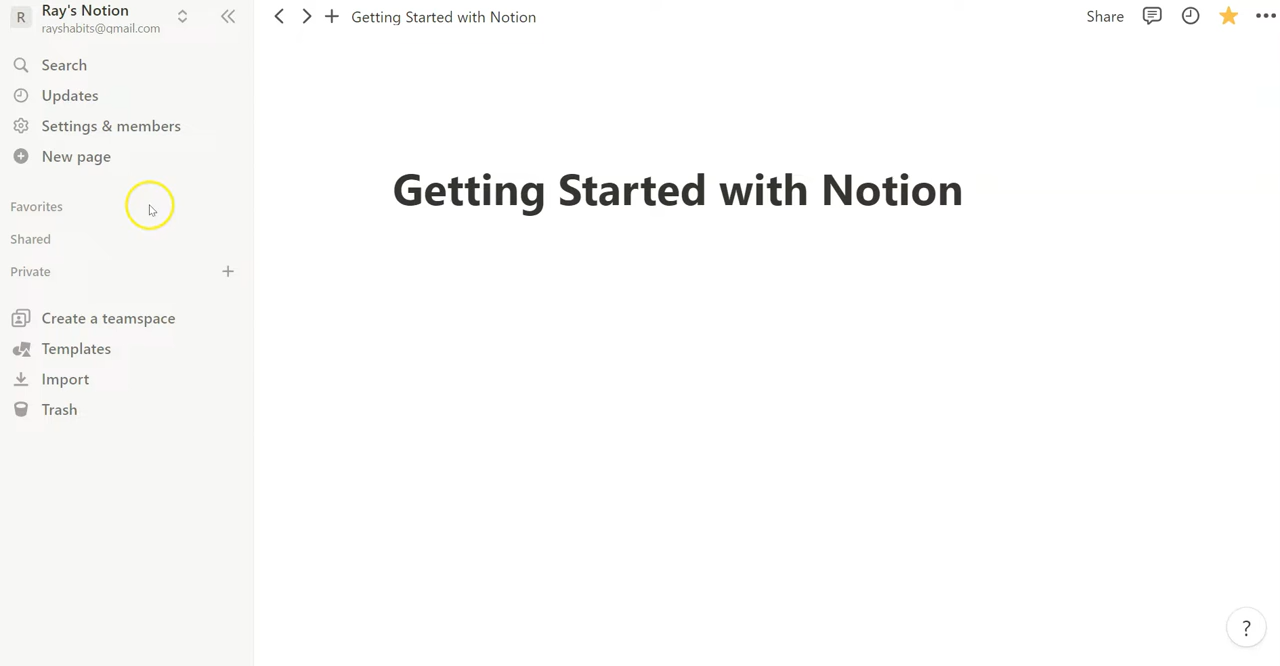 R
Ray's Notion
rayshabits@gmail.com
Search
Updates
Settings & members
New page
Favorites
Shared
Private
Create a teamspace
Templates
Import
Trash
Getting Started with Notion
Share
Getting Started with Notion
?